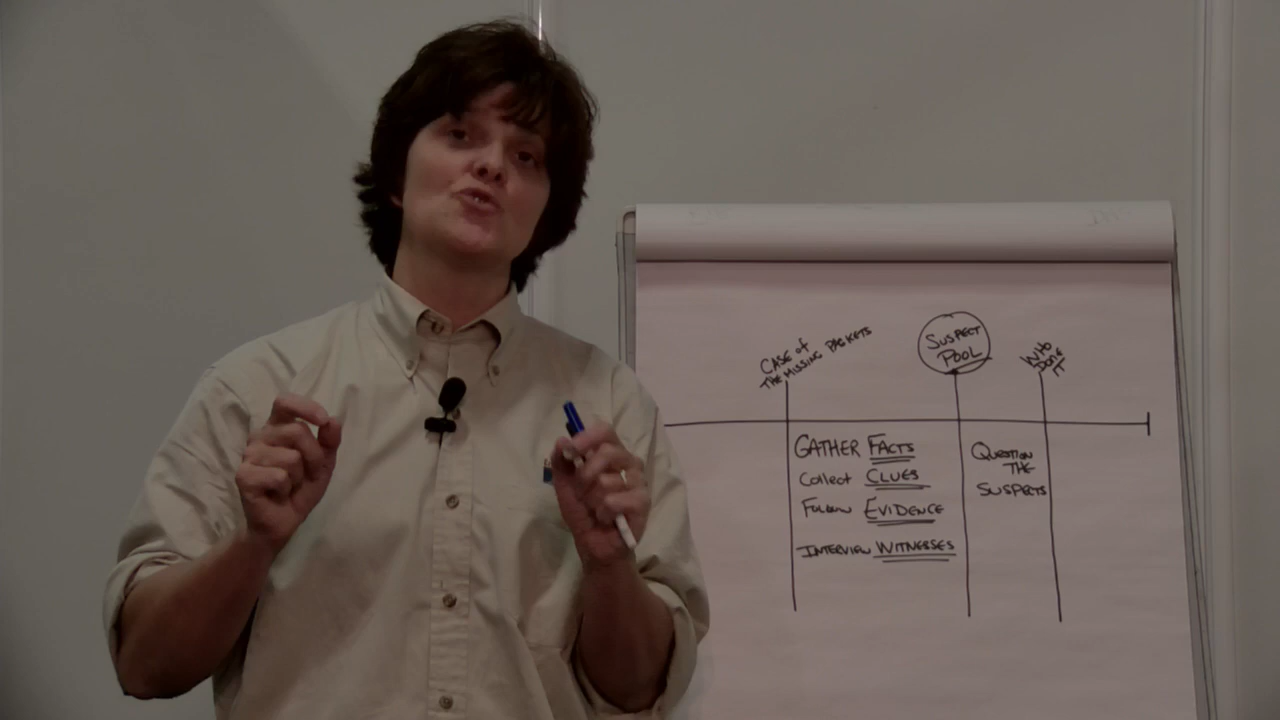 CASE of
THE MISSING PACKETS
SUSPECT
POOL
WHO
DONE
IT
GATHER FACTS
Collect CLUES
Follow EVIDENCE
INTERVIEW WITNESSES
QUESTION
THE
SUSPECTS